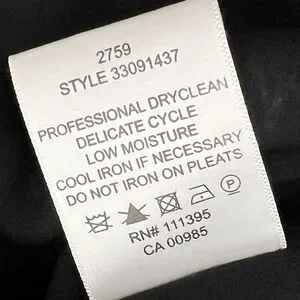 2759
STYLE 33091437
PROFESSIONAL DRYCLEAN
DELICATE CYCLE
LOW MOISTURE
COOL IRON IF NECESSARY
DO NOT IRON ON PLEATS
P
RN# 111395
CA 00985